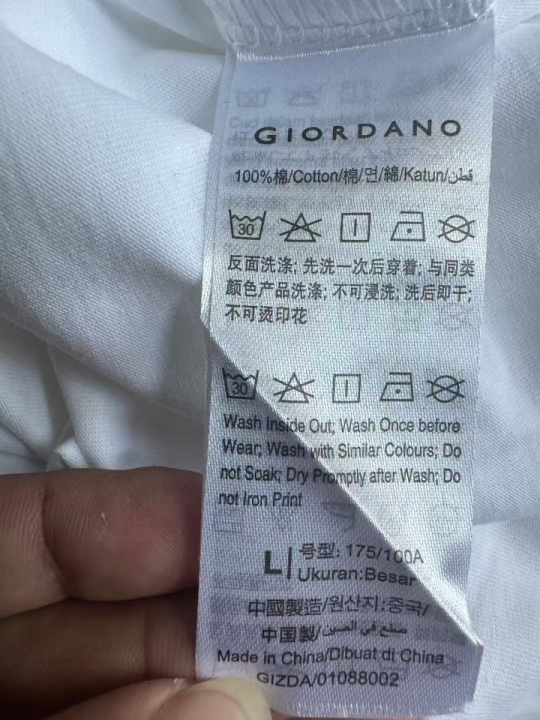 GIORDANO
100%棉/Cotton/棉/면/綿/Katun/قطن
30
反面洗涤; 先洗一次后穿着; 与同类
颜色产品洗涤; 不可浸洗; 洗后即干;
不可烫印花
30
Wash Inside Out; Wash Once before
Wear; Wash with Similar Colours; Do
not Soak; Dry Promptly after Wash; Do
not Iron Print
L 号型: 175/100A
Ukuran:Besar
中國製造/원산지:중국/
中国製/صنع في الصين
Made in China/Dibuat di China
GIZDA/01088002